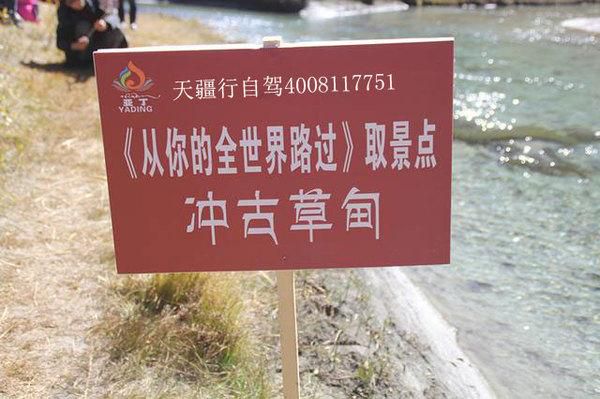 天疆行自驾4008117751
亚丁
YADING
《从你的全世界路过》取景点
冲古草甸